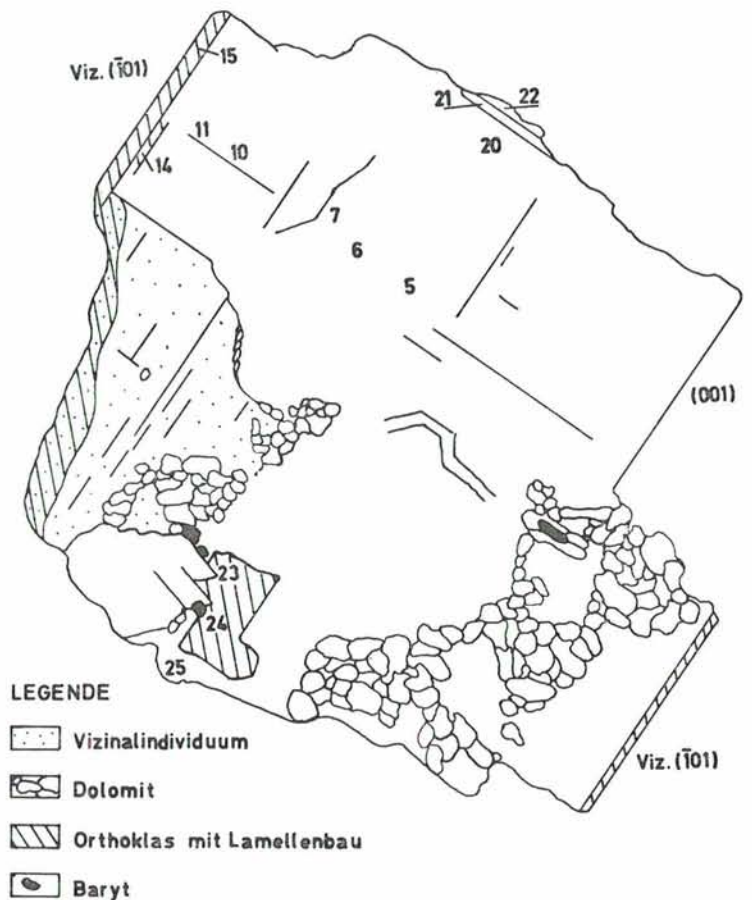 Viz. (1̄01)
15
14
11
10
21
22
20
7
6
5
0
(001)
23
24
25
Viz. (1̄01)
LEGENDE
Vizinalindividuum
Dolomit
Orthoklas mit Lamellenbau
Baryt